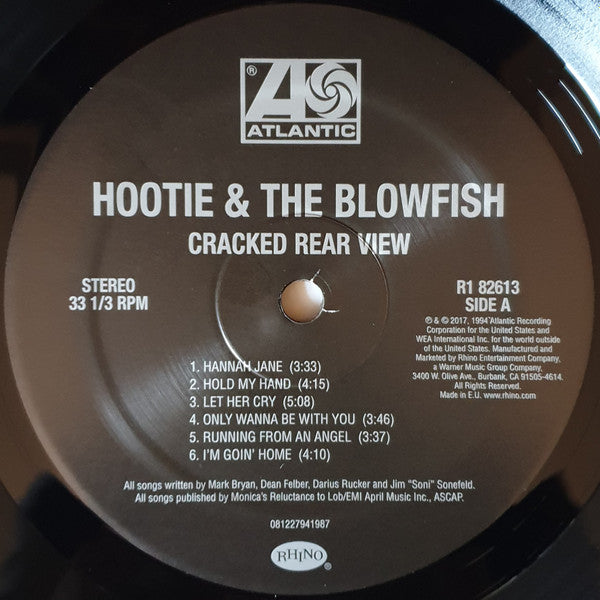 ®
ATLANTIC
HOOTIE & THE BLOWFISH
CRACKED REAR VIEW
STEREO
33 1/3 RPM
R1 82613
SIDE A
℗ & © 2017, 1994 Atlantic Recording
Corporation for the United States and
WEA International Inc. for the world outside
of the United States. Manufactured and
Marketed by Rhino Entertainment Company,
a Warner Music Group Company,
3400 W. Olive Ave., Burbank, CA 91505-4614.
All Rights Reserved.
Made in E.U. www.rhino.com
1. HANNAH JANE (3:33)
2. HOLD MY HAND (4:15)
3. LET HER CRY (5:08)
4. ONLY WANNA BE WITH YOU (3:46)
5. RUNNING FROM AN ANGEL (3:37)
6. I'M GOIN' HOME (4:10)
All songs written by Mark Bryan, Dean Felber, Darius Rucker and Jim "Soni" Sonefeld.
All songs published by Monica's Reluctance to Lob/EMI April Music Inc., ASCAP.
081227941987
RHINO